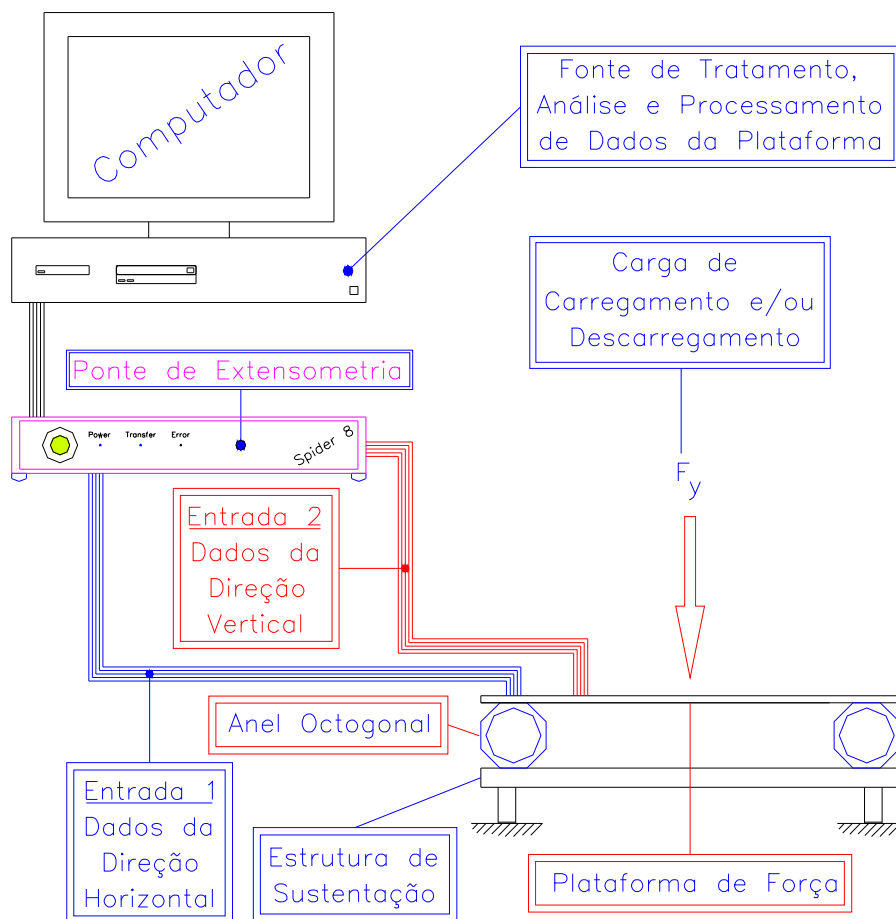 Computador
Fonte de Tratamento,
Análise e Processamento
de Dados da Plataforma
Carga de
Carregamento e/ou
Descarregamento
Ponte de Extensometria
Power
Transfer
Error
Spider 8
Fy
Entrada 2
Dados da
Direção
Vertical
Anel Octogonal
Entrada 1
Dados da
Direção
Horizontal
Estrutura de
Sustentação
Plataforma de Força